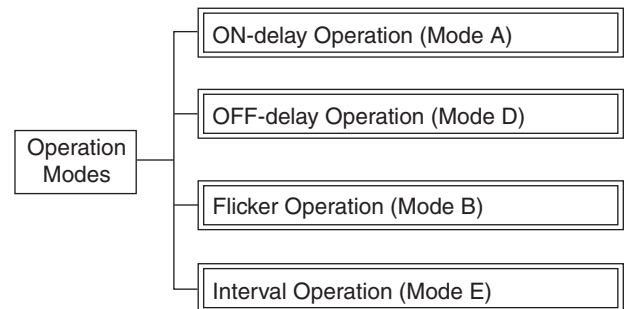 ON-delay Operation (Mode A)
OFF-delay Operation (Mode D)
Operation
Modes
Flicker Operation (Mode B)
Interval Operation (Mode E)